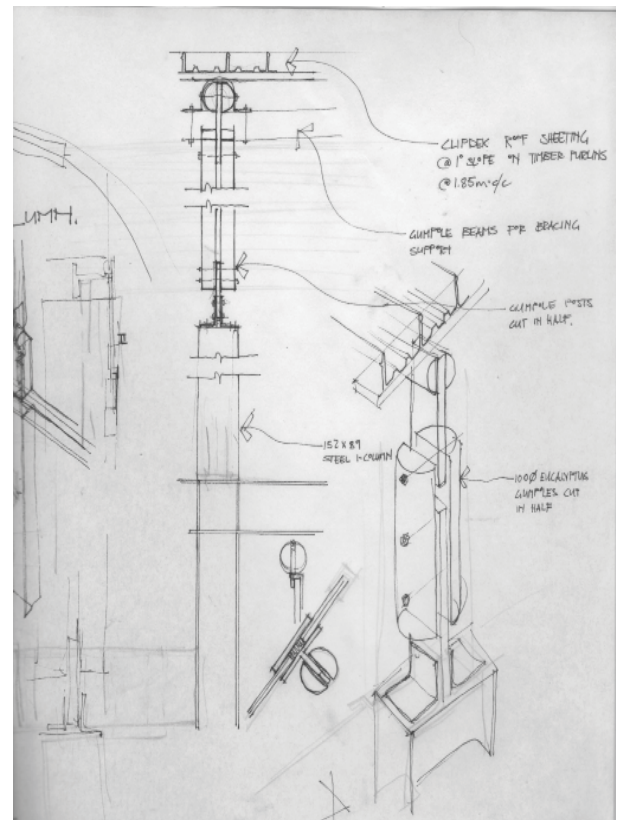 CLIPDEK ROOF SHEETING
@ 1° SLOPE ON TIMBER PURLINS
@ 1.85m o/c
UMN.
GUMPOLE BEAMS FOR BRACING
SUPPORT
GUMPOLE POSTS
CUT IN HALF.
152 x 89
STEEL I-COLUMN
100Ø EUCALYPTUS
GUMPOLES CUT
IN HALF